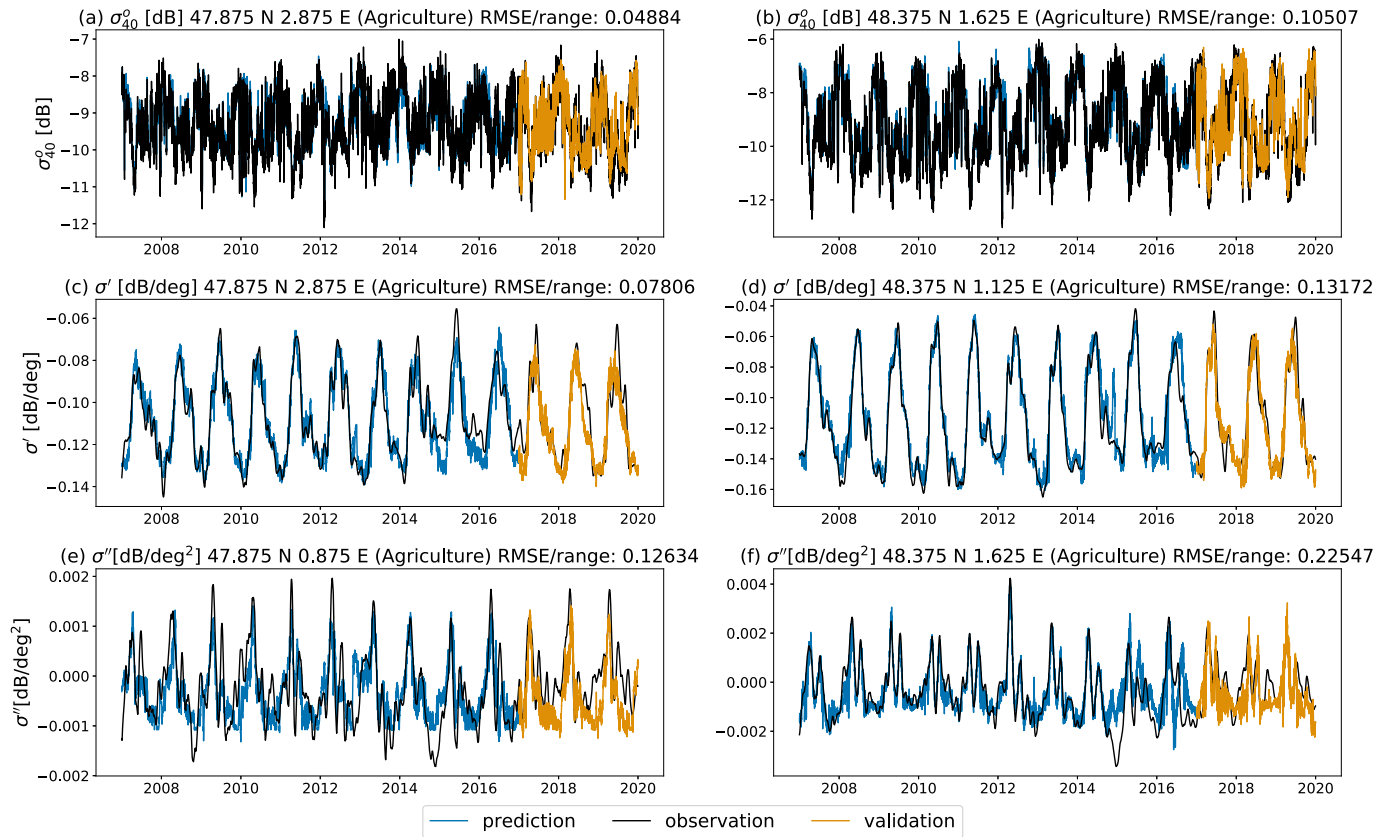 (a) σ₄₀ᵒ [dB] 47.875 N 2.875 E (Agriculture) RMSE/range: 0.04884
σ₄₀ᵒ [dB]
−7
−8
−9
−10
−11
−12
2008 2010 2012 2014 2016 2018 2020
(b) σ₄₀ᵒ [dB] 48.375 N 1.625 E (Agriculture) RMSE/range: 0.10507
−6
−8
−10
−12
2008 2010 2012 2014 2016 2018 2020
(c) σ′ [dB/deg] 47.875 N 2.875 E (Agriculture) RMSE/range: 0.07806
σ′ [dB/deg]
−0.06
−0.08
−0.10
−0.12
−0.14
2008 2010 2012 2014 2016 2018 2020
(d) σ′ [dB/deg] 48.375 N 1.125 E (Agriculture) RMSE/range: 0.13172
−0.04
−0.06
−0.08
−0.10
−0.12
−0.14
−0.16
2008 2010 2012 2014 2016 2018 2020
(e) σ″[dB/deg²] 47.875 N 0.875 E (Agriculture) RMSE/range: 0.12634
σ″[dB/deg²]
0.002
0.001
0.000
−0.001
−0.002
2008 2010 2012 2014 2016 2018 2020
(f) σ″[dB/deg²] 48.375 N 1.625 E (Agriculture) RMSE/range: 0.22547
0.004
0.002
0.000
−0.002
2008 2010 2012 2014 2016 2018 2020
prediction observation validation